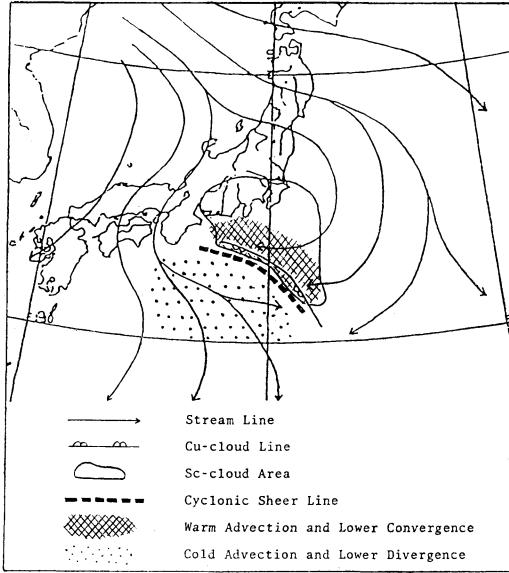 Stream Line
Cu-cloud Line
Sc-cloud Area
Cyclonic Sheer Line
Warm Advection and Lower Convergence
Cold Advection and Lower Divergence